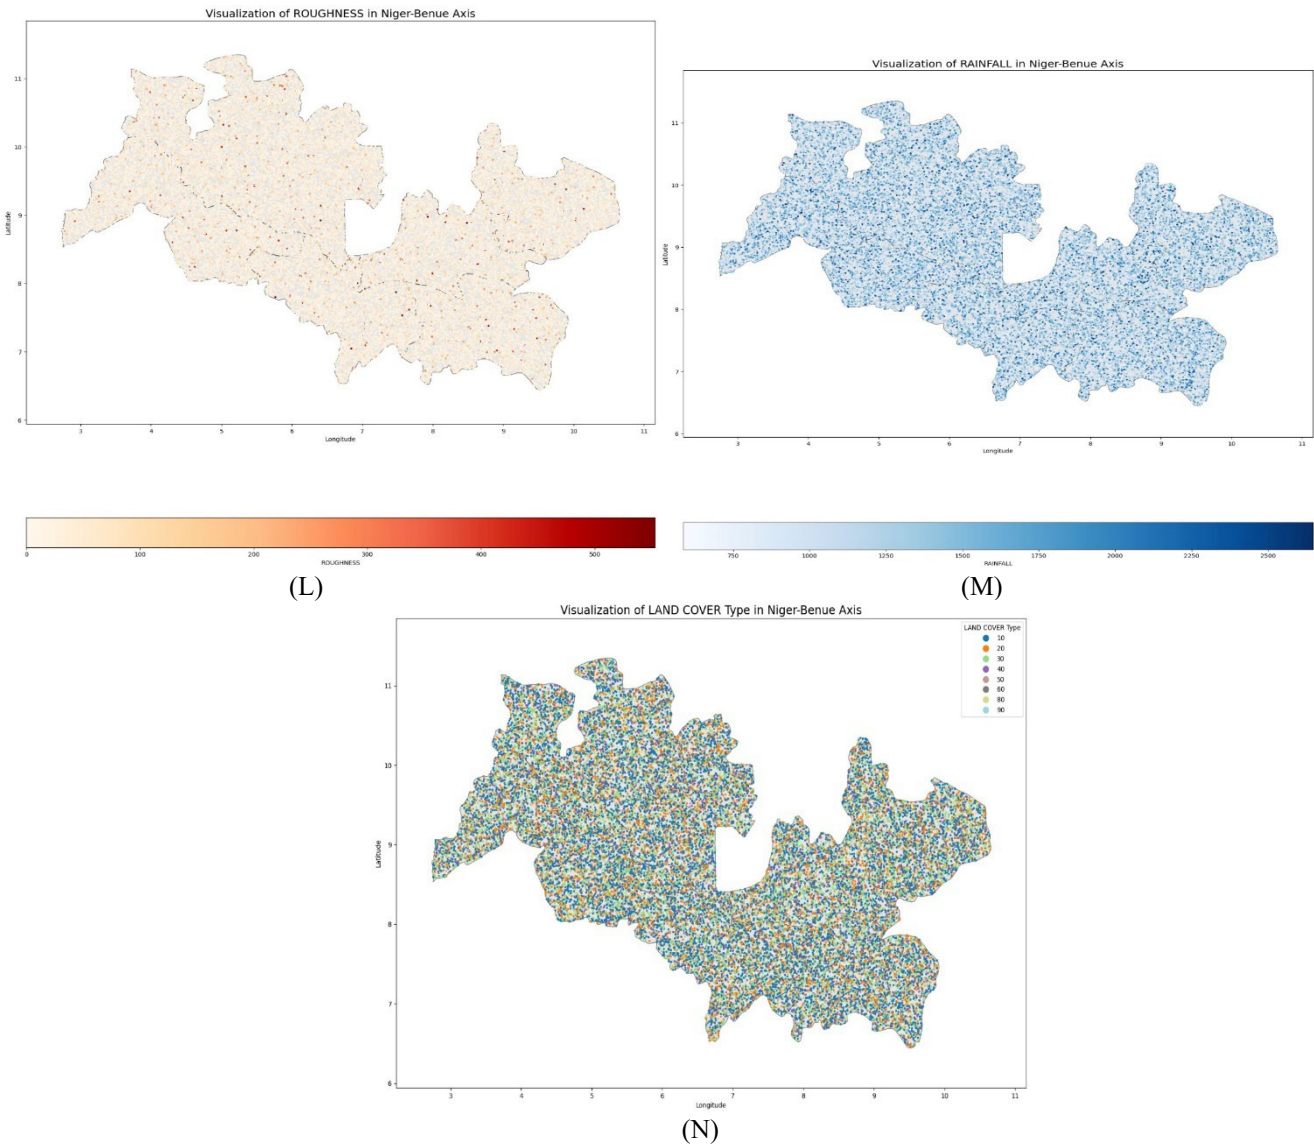 Visualization of ROUGHNESS in Niger-Benue Axis
11
10
9
8
7
6
Latitude
3 4 5 6 7 8 9 10 11
Longitude
0 100 200 300 400 500
ROUGHNESS
(L)
Visualization of RAINFALL in Niger-Benue Axis
11
10
9
8
7
6
Latitude
3 4 5 6 7 8 9 10 11
Longitude
750 1000 1250 1500 1750 2000 2250 2500
RAINFALL
(M)
Visualization of LAND COVER Type in Niger-Benue Axis
LAND COVER Type
10
20
30
40
50
60
80
90
11
10
9
8
7
6
Latitude
3 4 5 6 7 8 9 10 11
Longitude
(N)